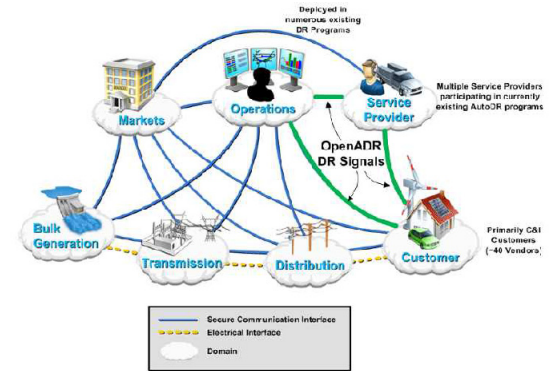 Deplcyed in
numerous existing
DR Programs
Markets
Operations
Service
Provider
Multiple Service Providers
participating in currently
existing AutoDR programs
OpenADR
DR Signals
Bulk
Generation
Transmission
Distribution
Customer
Primarily C&I
Customers
(~40 Vendors)
Secure Communication Interface
Electrical Interface
Domain